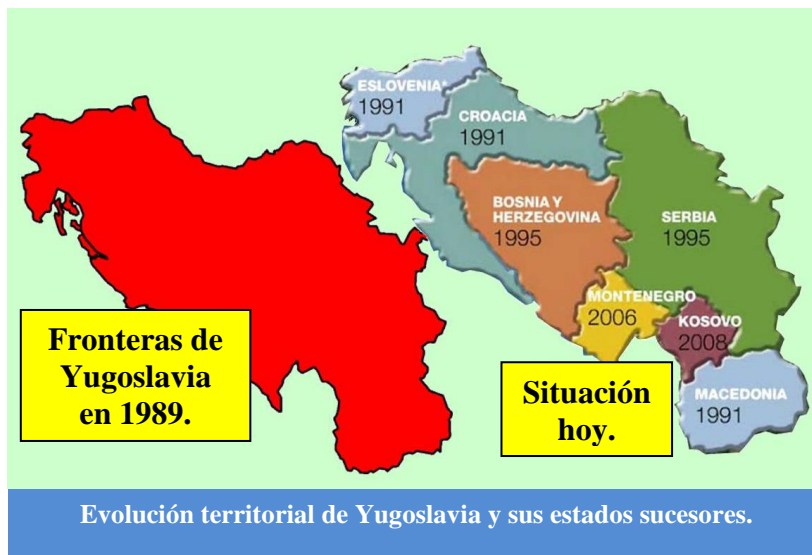 ESLOVENIA*
1991
CROACIA
1991
BOSNIA Y
HERZEGOVINA
1995
SERBIA
1995
MONTENEGRO
2006
KOSOVO
2008
MACEDONIA
1991
Fronteras de
Yugoslavia
en 1989.
Situación
hoy.
Evolución territorial de Yugoslavia y sus estados sucesores.